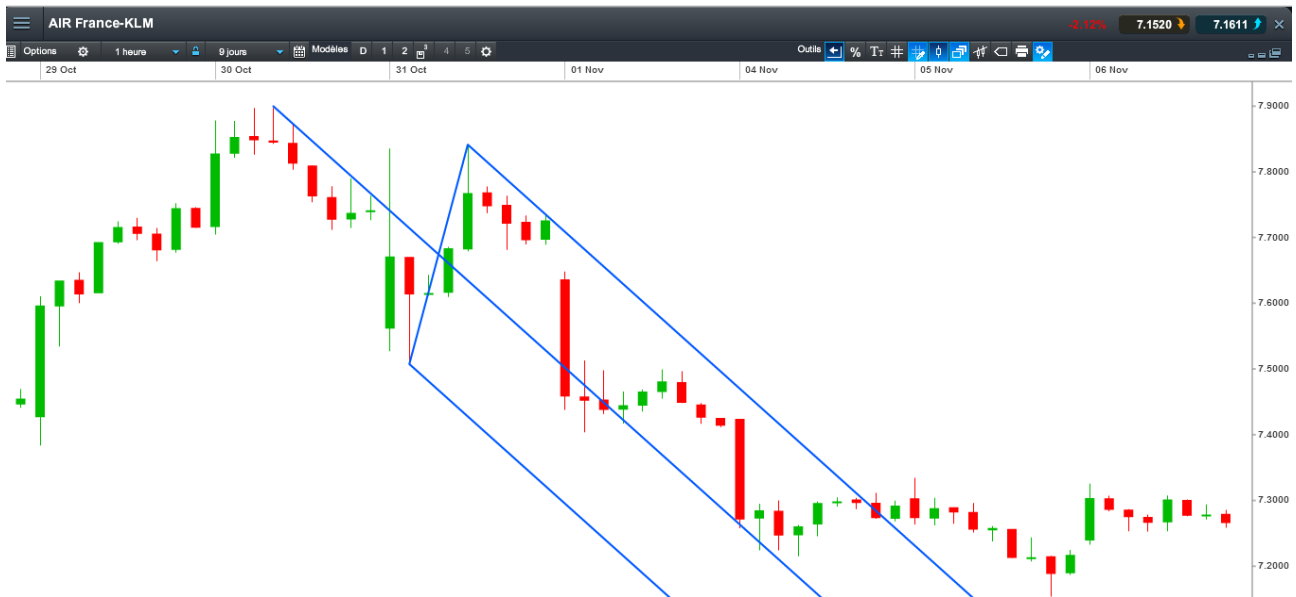 AIR France-KLM -2.12% 7.1520 7.1611
Options 1 heure 9 jours Modèles D 1 2 3 4 5 Outils % TT
29 Oct 30 Oct 31 Oct 01 Nov 04 Nov 05 Nov 06 Nov
7.9000
7.8000
7.7000
7.6000
7.5000
7.4000
7.3000
7.2000